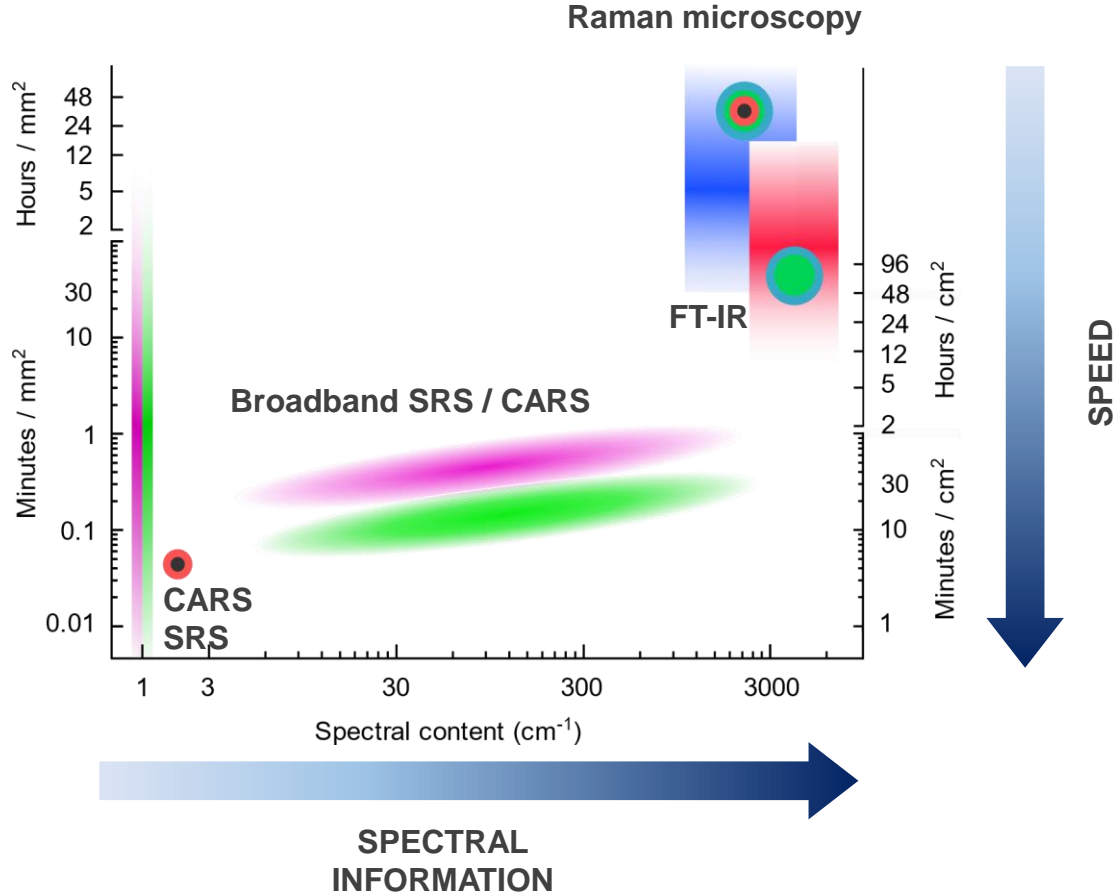 Raman microscopy
Hours / mm2
48
24
12
5
2
Minutes / mm2
30
10
1
0.1
0.01
FT-IR
Broadband SRS / CARS
CARS
SRS
96
48
24
12
5
2
Hours / cm2
30
10
1
Minutes / cm2
SPEED
1 3 30 300 3000
Spectral content (cm-1)
SPECTRAL
INFORMATION